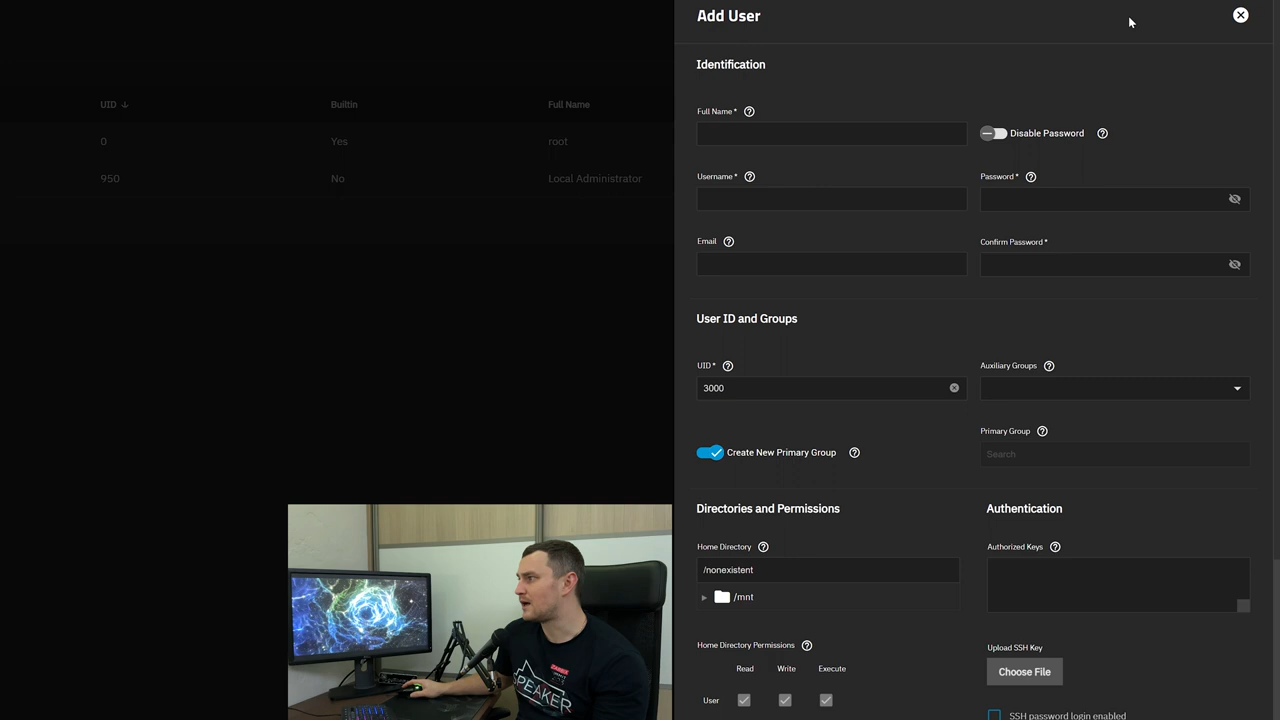 Add User
Identification
UID
Builtin
Full Name
0
Yes
root
950
No
Local Administrator
Full Name *
Disable Password
Username *
Password *
Email
Confirm Password *
User ID and Groups
UID *
Auxiliary Groups
3000
Primary Group
Create New Primary Group
Search
Directories and Permissions
Authentication
Home Directory
Authorized Keys
/nonexistent
/mnt
Home Directory Permissions
Upload SSH Key
Read
Write
Execute
Choose File
User
SSH password login enabled
SPEAKER